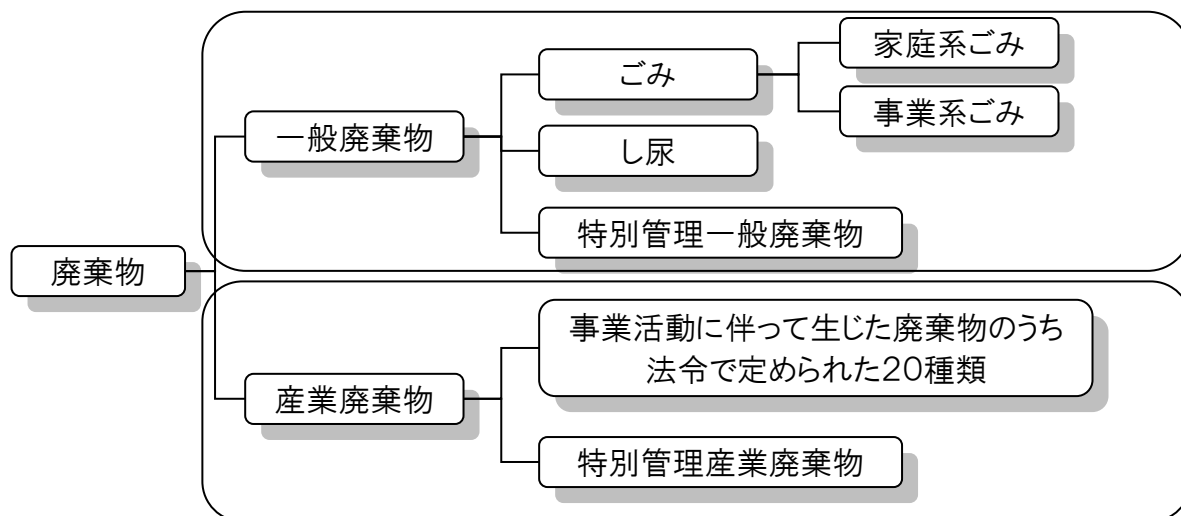 廃棄物
一般廃棄物
ごみ
家庭系ごみ
事業系ごみ
し尿
特別管理一般廃棄物
産業廃棄物
事業活動に伴って生じた廃棄物のうち
法令で定められた20種類
特別管理産業廃棄物